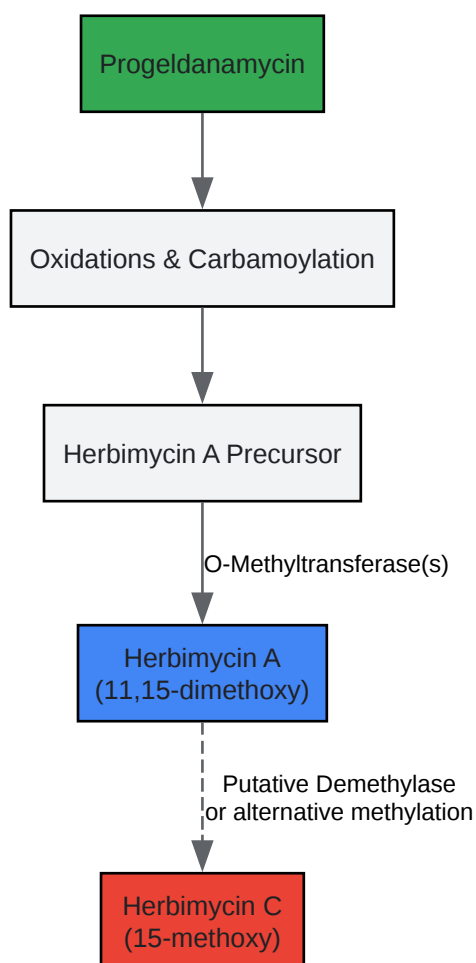 Progeldanamycin
Oxidations & Carbamoylation
Herbimycin A Precursor
O-Methyltransferase(s)
Herbimycin A
(11,15-dimethoxy)
Putative Demethylase
or alternative methylation
Herbimycin C
(15-methoxy)